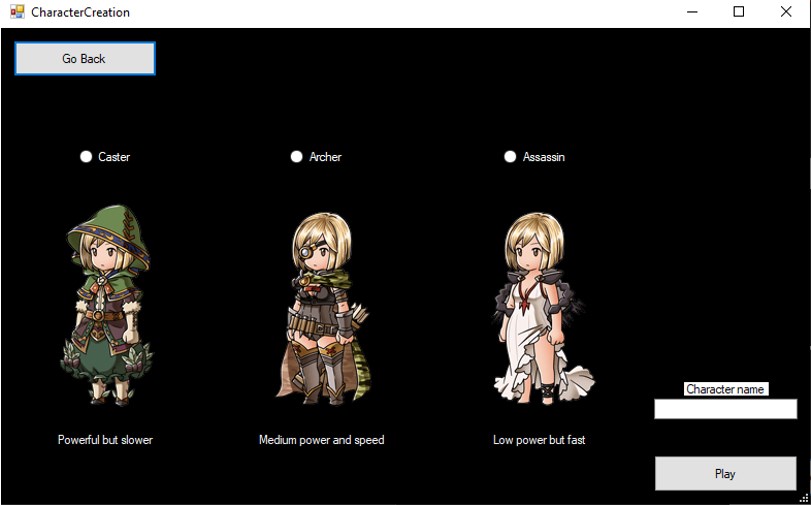 CharacterCreation
Go Back
Caster
Archer
Assassin
Powerful but slower
Medium power and speed
Low power but fast
Character name
Play